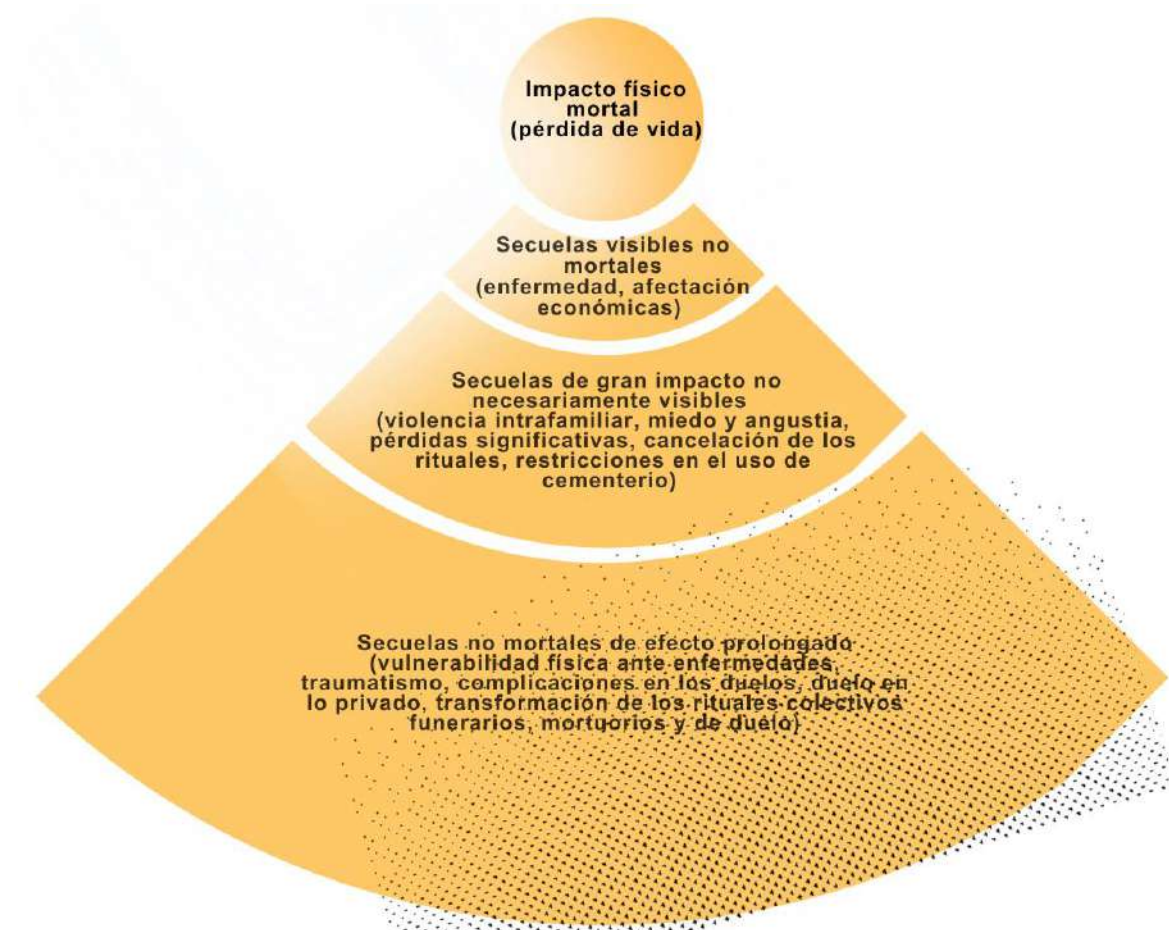 Impacto físico
mortal
(pérdida de vida)
Secuelas visibles no
mortales
(enfermedad, afectación
económicas)
Secuelas de gran impacto no
necesariamente visibles
(violencia intrafamiliar, miedo y angustia,
pérdidas significativas, cancelación de los
rituales, restricciones en el uso de
cementerio)
Secuelas no mortales de efecto prolongado
(vulnerabilidad física ante enfermedades,
traumatismo, complicaciones en los duelos, duelo en
lo privado, transformación de los rituales colectivos
funerarios, mortuorios y de duelo)